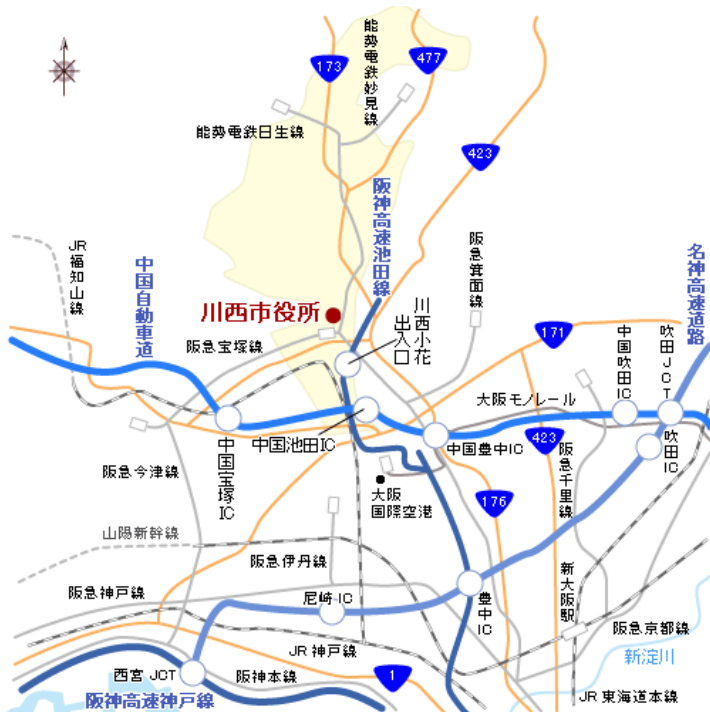 173
能勢電鉄妙見線
477
能勢電鉄日生線
423
阪神高速池田線
JR福知山線
中国自動車道
阪急箕面線
名神高速道路
川西市役所
川西小花
出入口
阪急宝塚線
171
中国吹田IC
吹田JCT
大阪モノレール
中国池田IC
中国宝塚IC
中国豊中IC
423
阪急千里線
吹田IC
阪急今津線
大阪
国際空港
176
山陽新幹線
阪急伊丹線
新大阪駅
阪急神戸線
尼崎IC
豊中IC
阪急京都線
JR神戸線
新淀川
西宮JCT
阪神本線
1
阪神高速神戸線
JR東海道本線